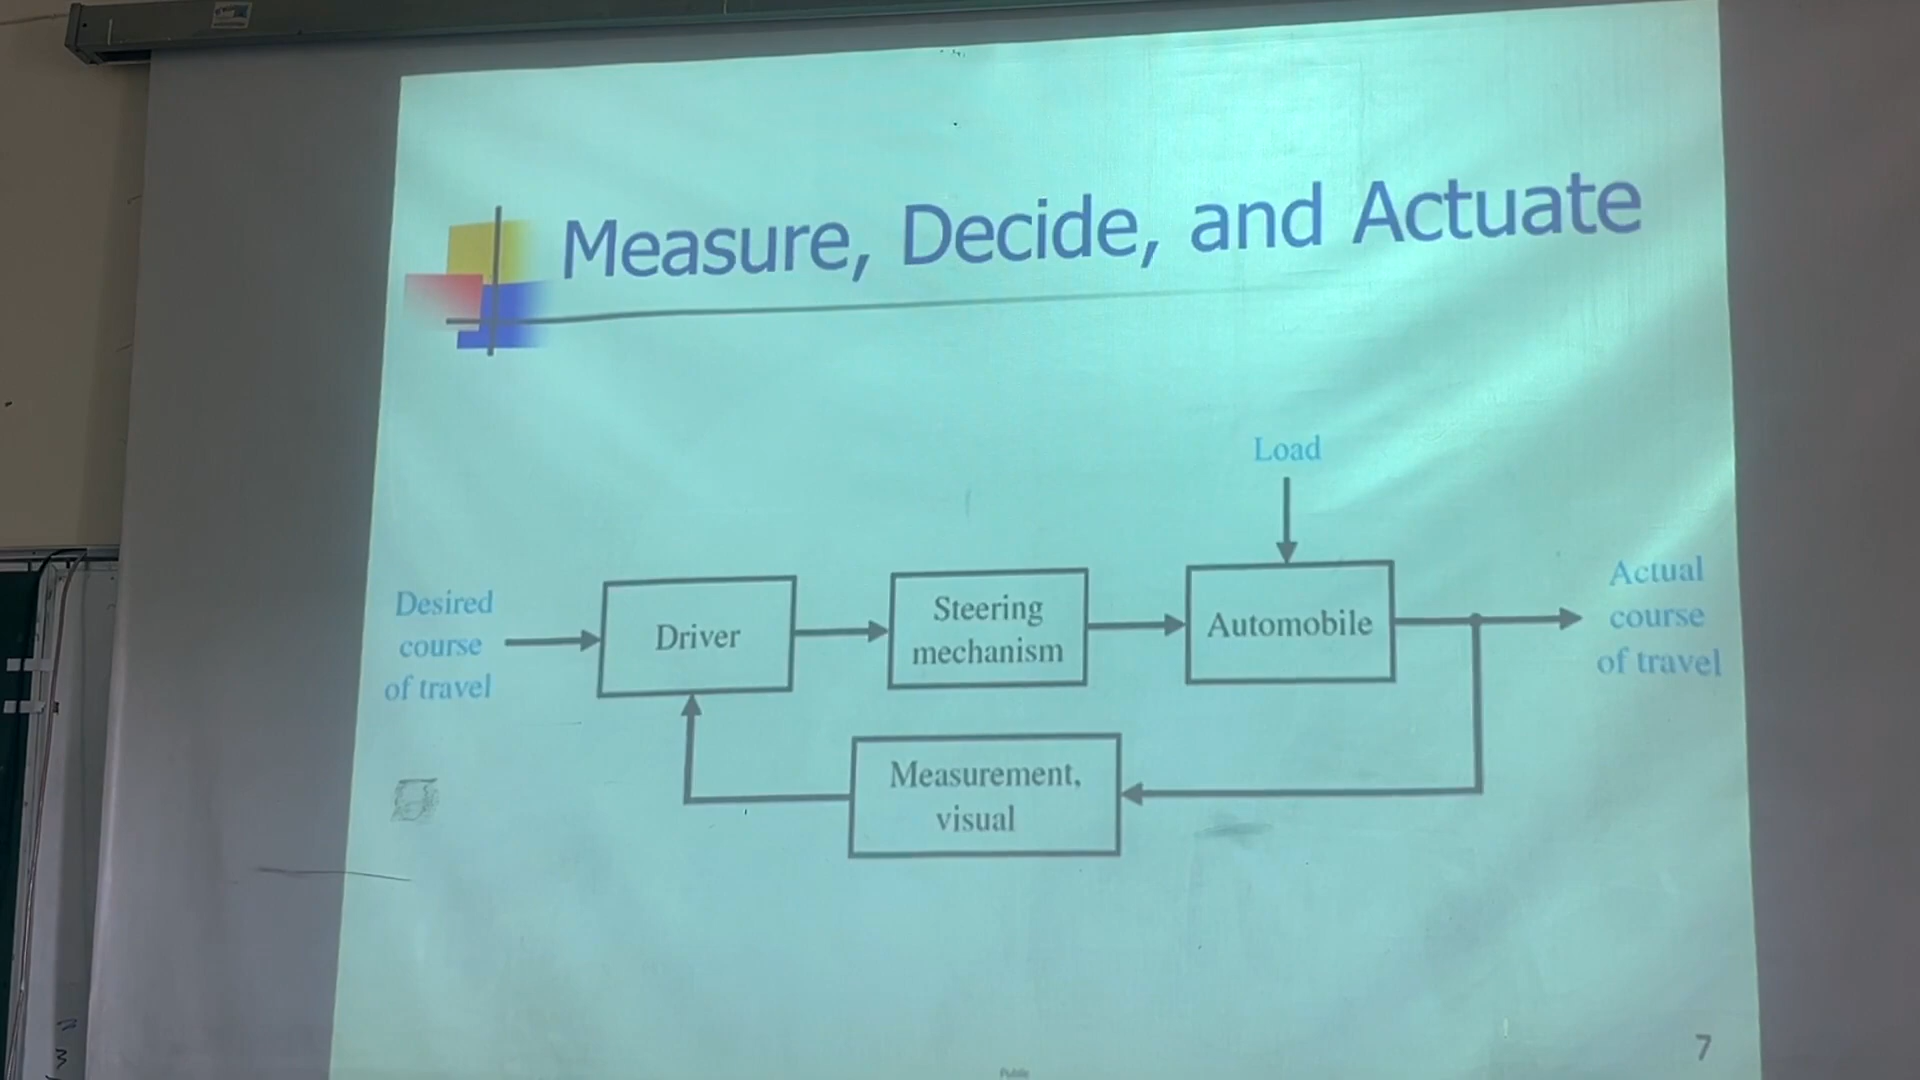 Measure, Decide, and Actuate
Load
Desired
course
of travel
Driver
Steering
mechanism
Automobile
Actual
course
of travel
Measurement,
visual
7
Public